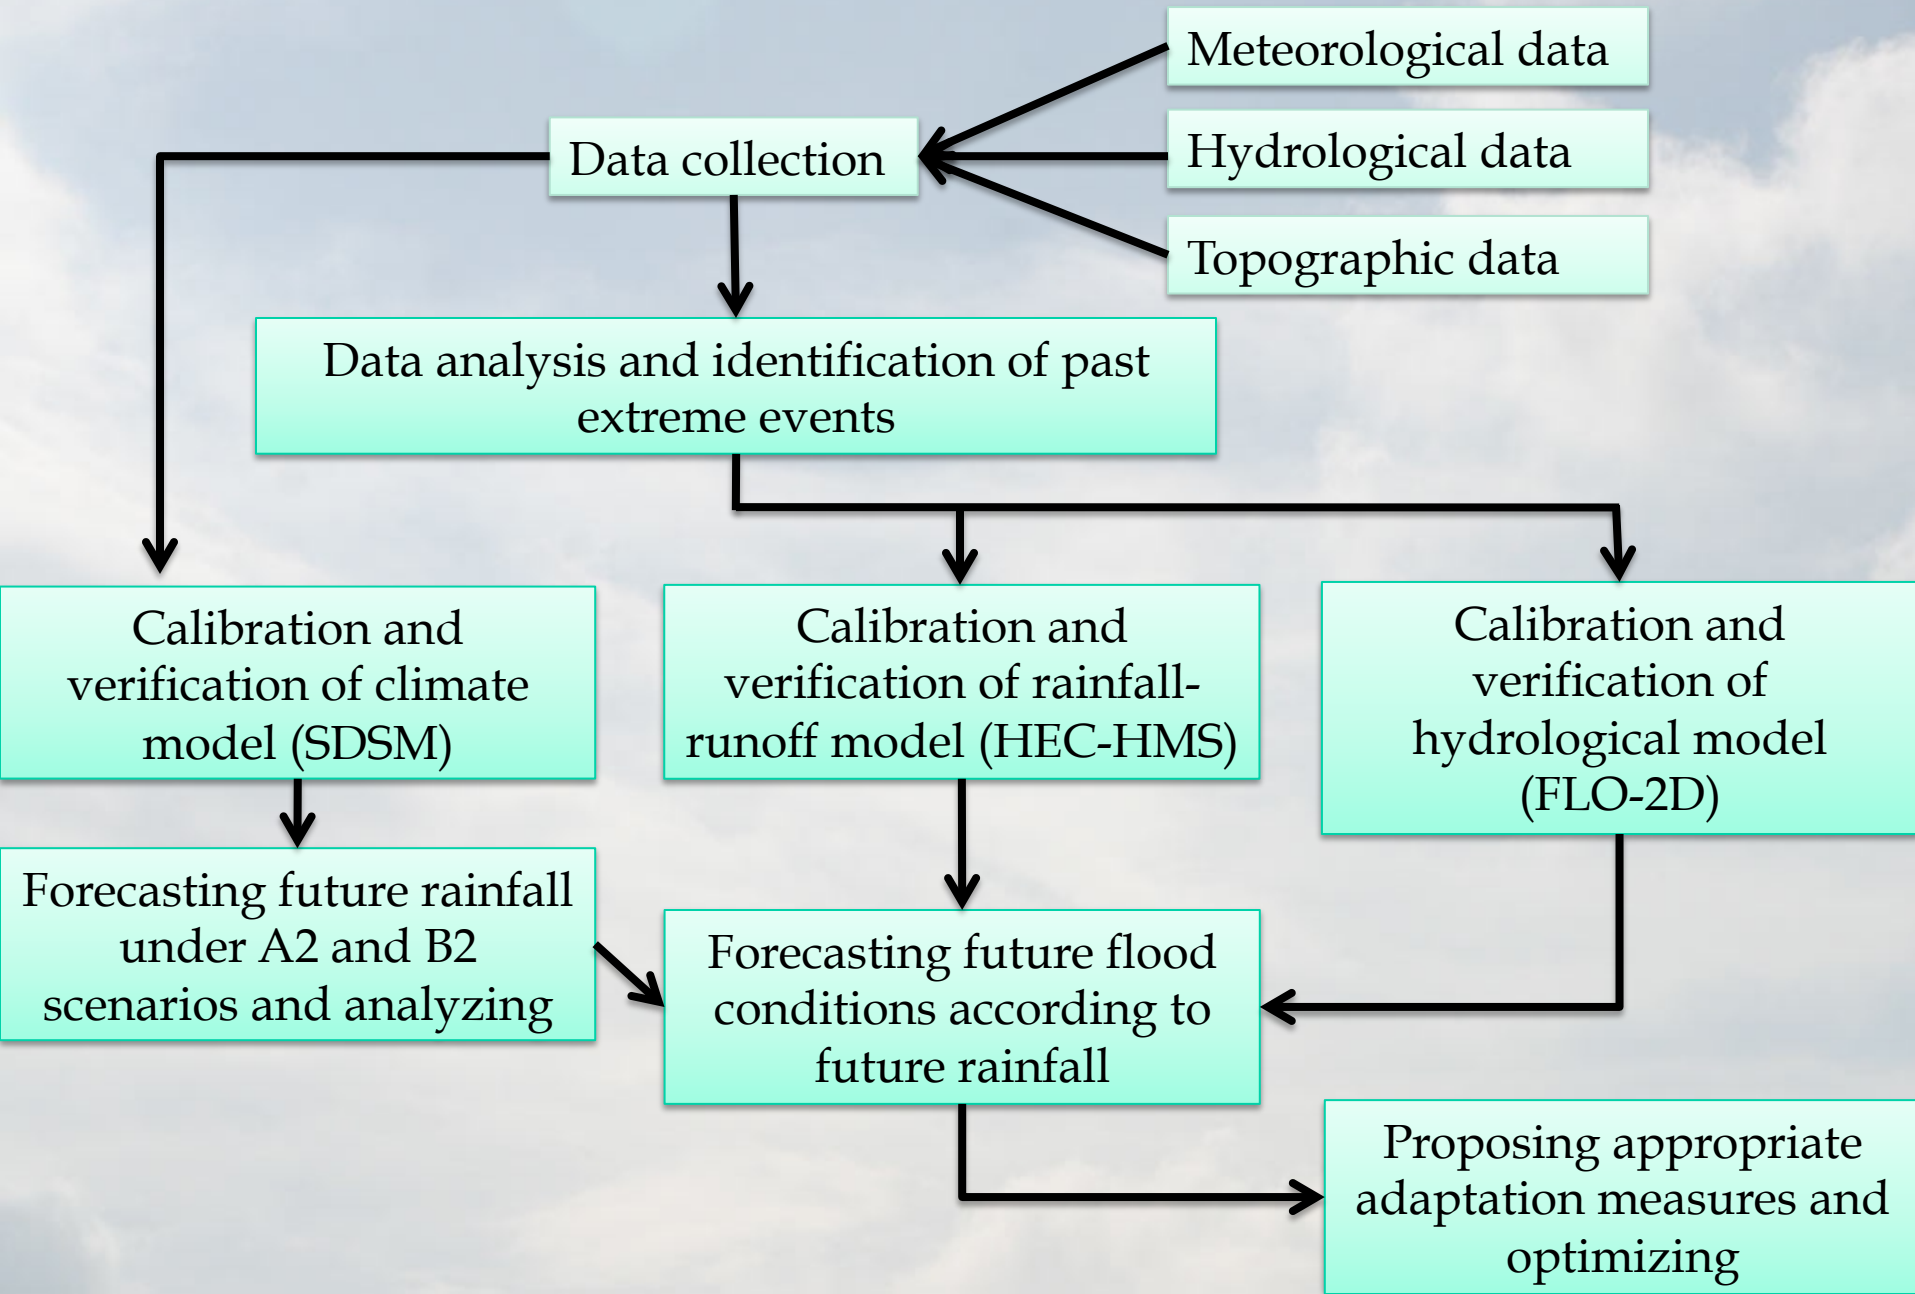 Meteorological data
Data collection
Hydrological data
Topographic data
Data analysis and identification of past
extreme events
Calibration and
verification of climate
model (SDSM)
Calibration and
verification of rainfall-
runoff model (HEC-HMS)
Calibration and
verification of
hydrological model
(FLO-2D)
Forecasting future rainfall
under A2 and B2
scenarios and analyzing
Forecasting future flood
conditions according to
future rainfall
Proposing appropriate
adaptation measures and
optimizing